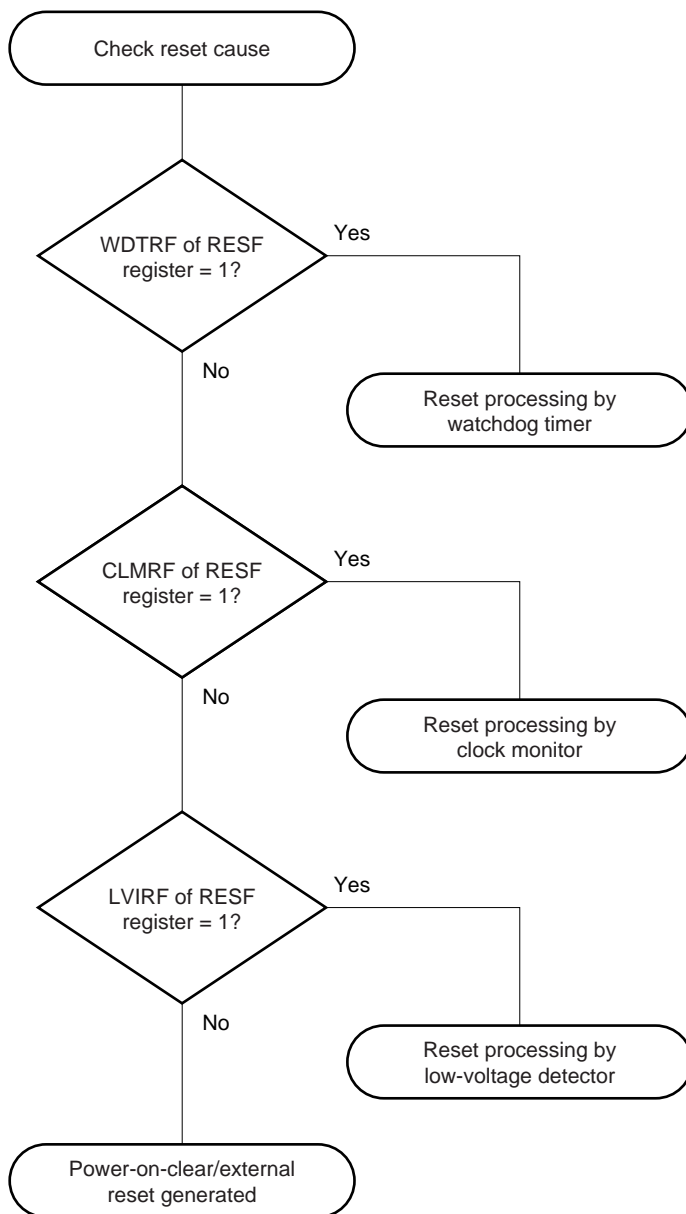 Check reset cause
WDTRF of RESF
register = 1?
Yes
No
Reset processing by
watchdog timer
CLMRF of RESF
register = 1?
Yes
No
Reset processing by
clock monitor
LVIRF of RESF
register = 1?
Yes
No
Reset processing by
low-voltage detector
Power-on-clear/external
reset generated